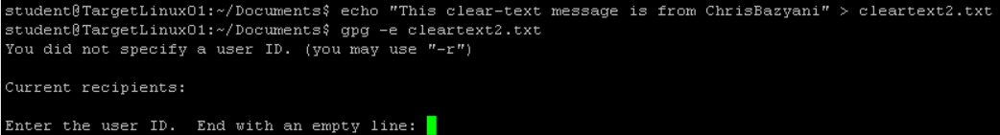 student@TargetLinux01:~/Documents$ echo "This clear-text message is from ChrisBazyani" > cleartext2.txt
student@TargetLinux01:~/Documents$ gpg -e cleartext2.txt
You did not specify a user ID. (you may use "-r")
Current recipients:
Enter the user ID.  End with an empty line: